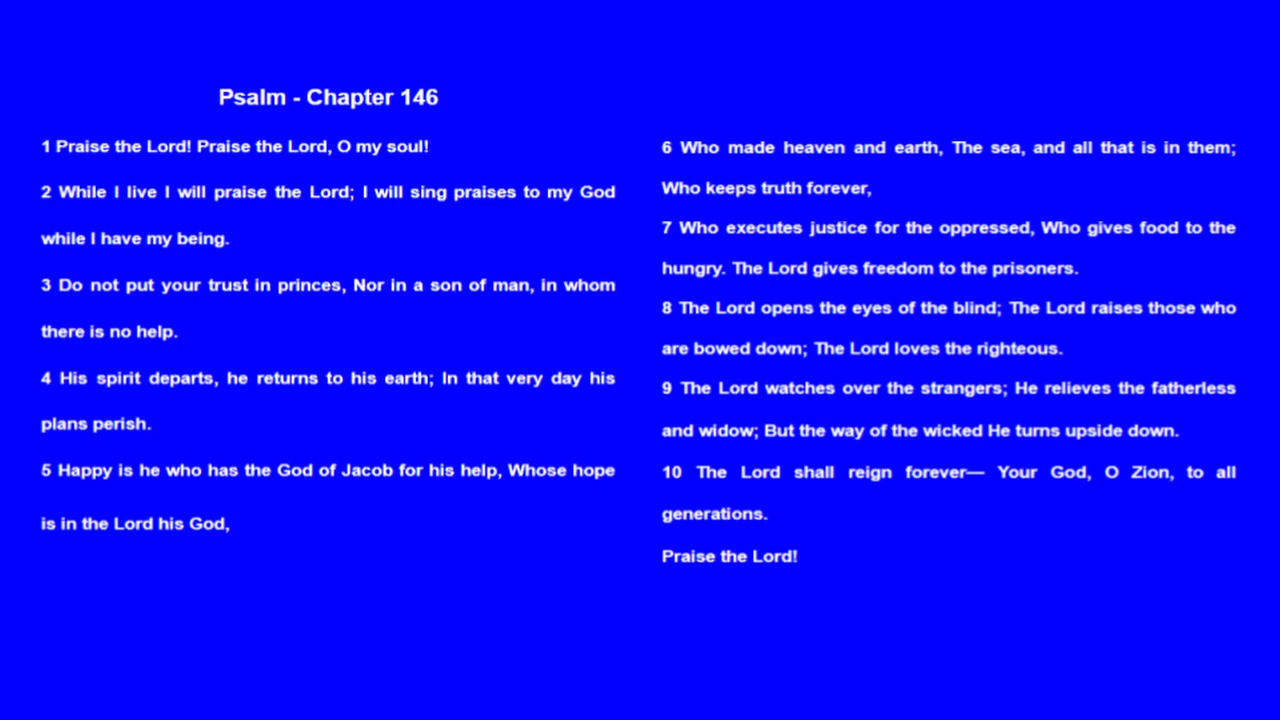 Psalm - Chapter 146
1 Praise the Lord! Praise the Lord, O my soul!
2 While I live I will praise the Lord; I will sing praises to my God
while I have my being.
3 Do not put your trust in princes, Nor in a son of man, in whom
there is no help.
4 His spirit departs, he returns to his earth; In that very day his
plans perish.
5 Happy is he who has the God of Jacob for his help, Whose hope
is in the Lord his God,
6 Who made heaven and earth, The sea, and all that is in them;
Who keeps truth forever,
7 Who executes justice for the oppressed, Who gives food to the
hungry. The Lord gives freedom to the prisoners.
8 The Lord opens the eyes of the blind; The Lord raises those who
are bowed down; The Lord loves the righteous.
9 The Lord watches over the strangers; He relieves the fatherless
and widow; But the way of the wicked He turns upside down.
10 The Lord shall reign forever— Your God, O Zion, to all
generations.
Praise the Lord!